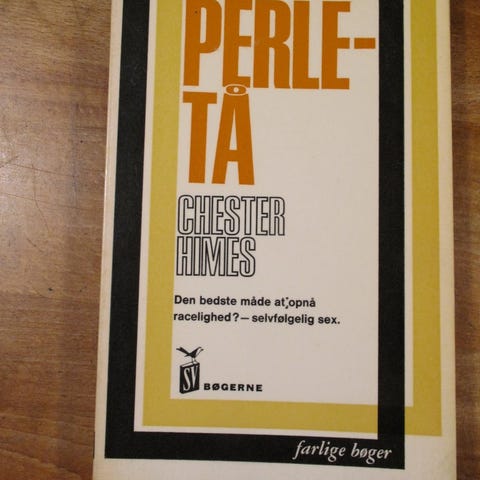 PERLE-
TÅ
CHESTER
HIMES
Den bedste måde at opnå
racelighed?— selvfølgelig sex.
SV
BØGERNE
farlige bøger